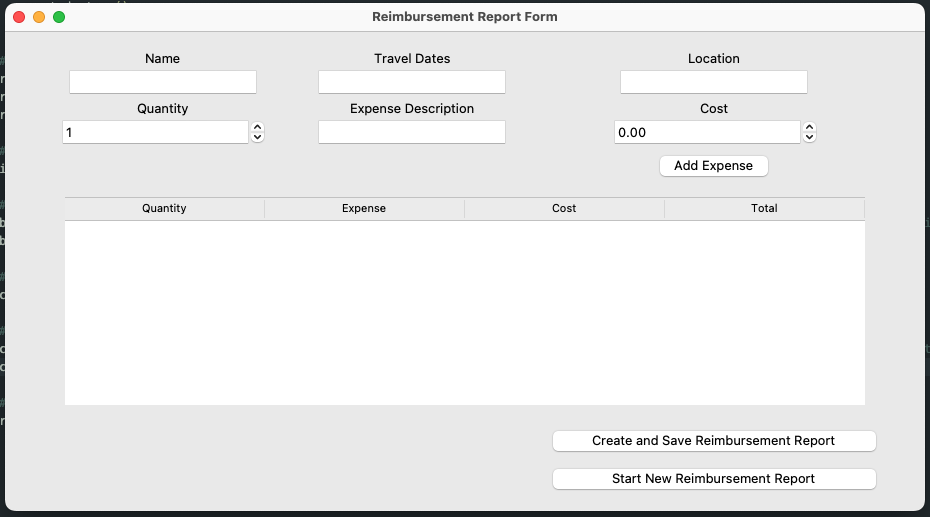 Reimbursement Report Form
Name Travel Dates Location
Quantity Expense Description Cost
1 0.00
Add Expense
Quantity Expense Cost Total
Create and Save Reimbursement Report
Start New Reimbursement Report